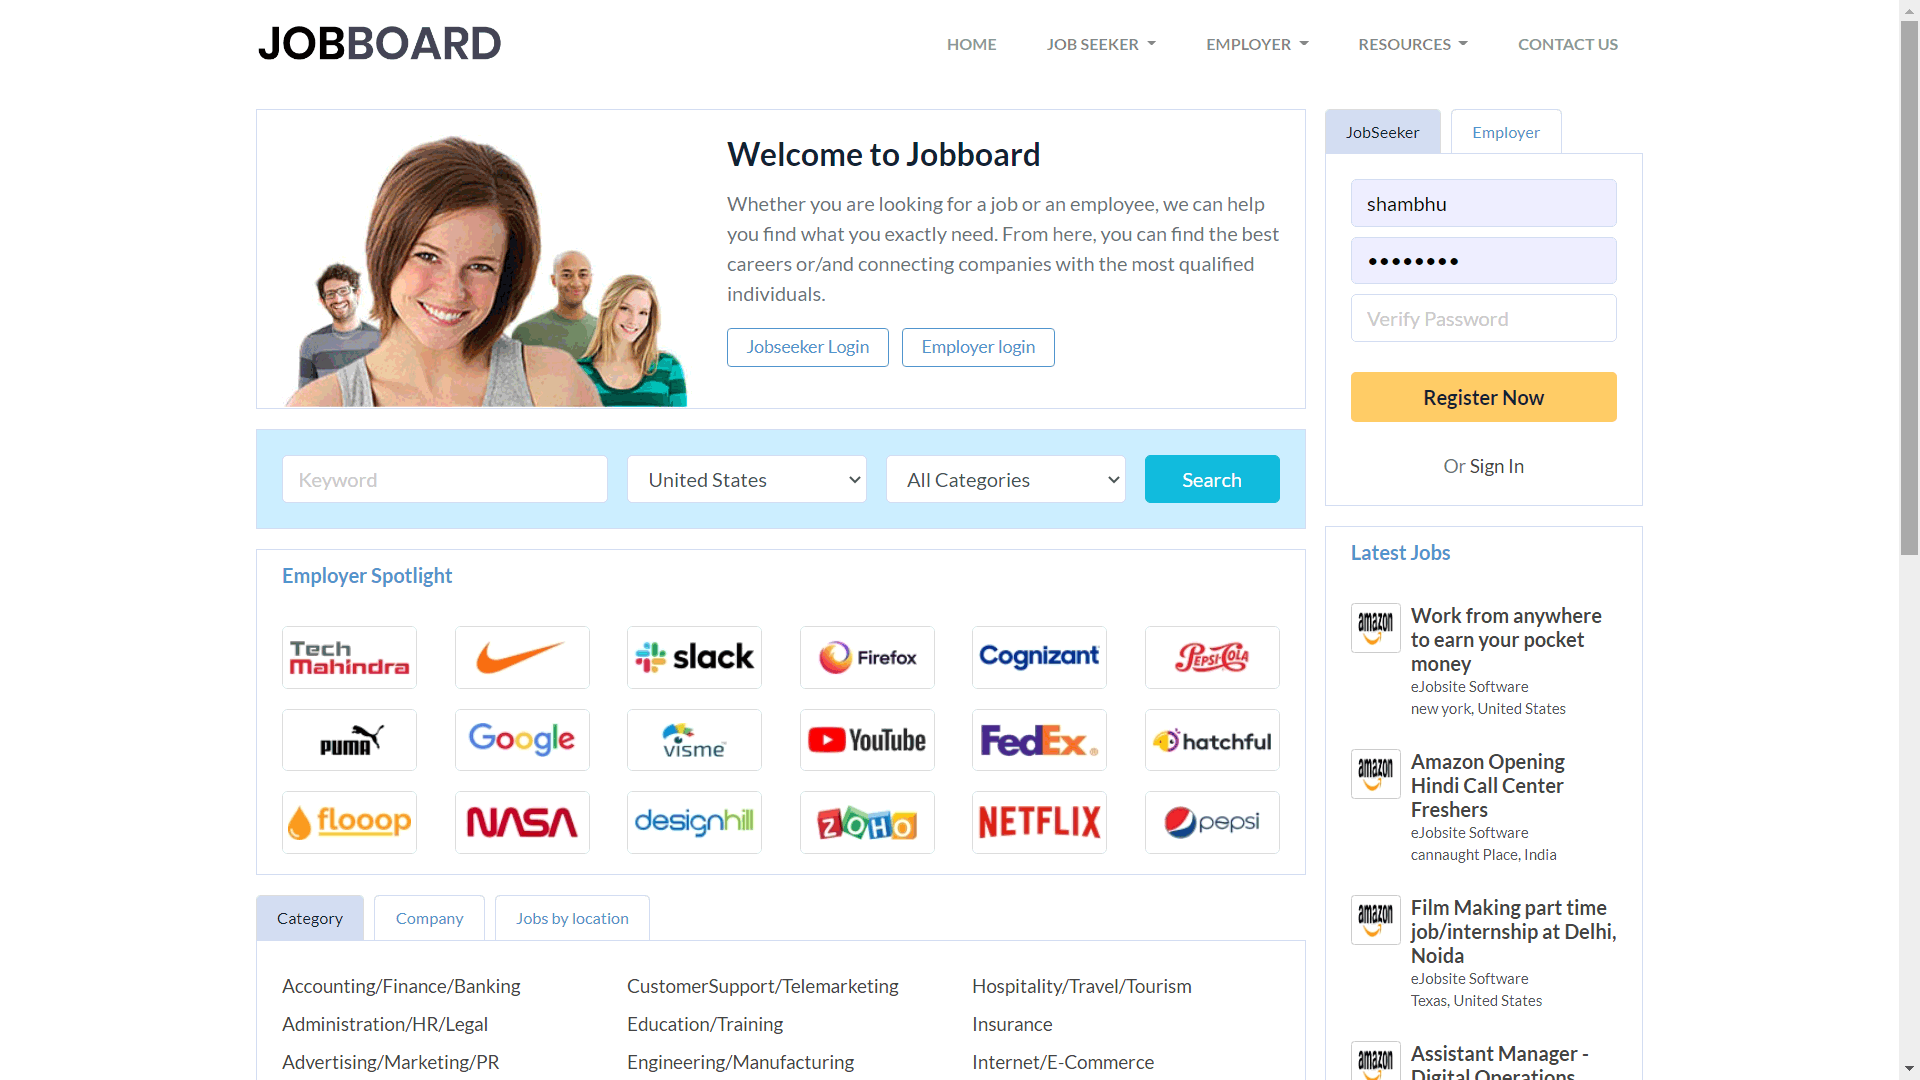 JOBBOARD
HOME
JOB SEEKER
EMPLOYER
RESOURCES
CONTACT US
Welcome to Jobboard
Whether you are looking for a job or an employee, we can help
you find what you exactly need. From here, you can find the best
careers or/and connecting companies with the most qualified
individuals.
Jobseeker Login
Employer login
JobSeeker
Employer
shambhu
••••••••
Verify Password
Register Now
Or Sign In
Keyword
United States
All Categories
Search
Employer Spotlight
Tech
Mahindra
slack
Firefox
Cognizant
PEPSI-COLA
PUMA
Google
visme
YouTube
FedEx®
hatchful
flooop
NASA
designhill
ZOHO
NETFLIX
pepsi
Category
Company
Jobs by location
Accounting/Finance/Banking
CustomerSupport/Telemarketing
Hospitality/Travel/Tourism
Administration/HR/Legal
Education/Training
Insurance
Advertising/Marketing/PR
Engineering/Manufacturing
Internet/E-Commerce
Latest Jobs
amazon
Work from anywhere
to earn your pocket
money
eJobsite Software
new york, United States
amazon
Amazon Opening
Hindi Call Center
Freshers
eJobsite Software
cannaught Place, India
amazon
Film Making part time
job/internship at Delhi,
Noida
eJobsite Software
Texas, United States
amazon
Assistant Manager -
Digital Operations